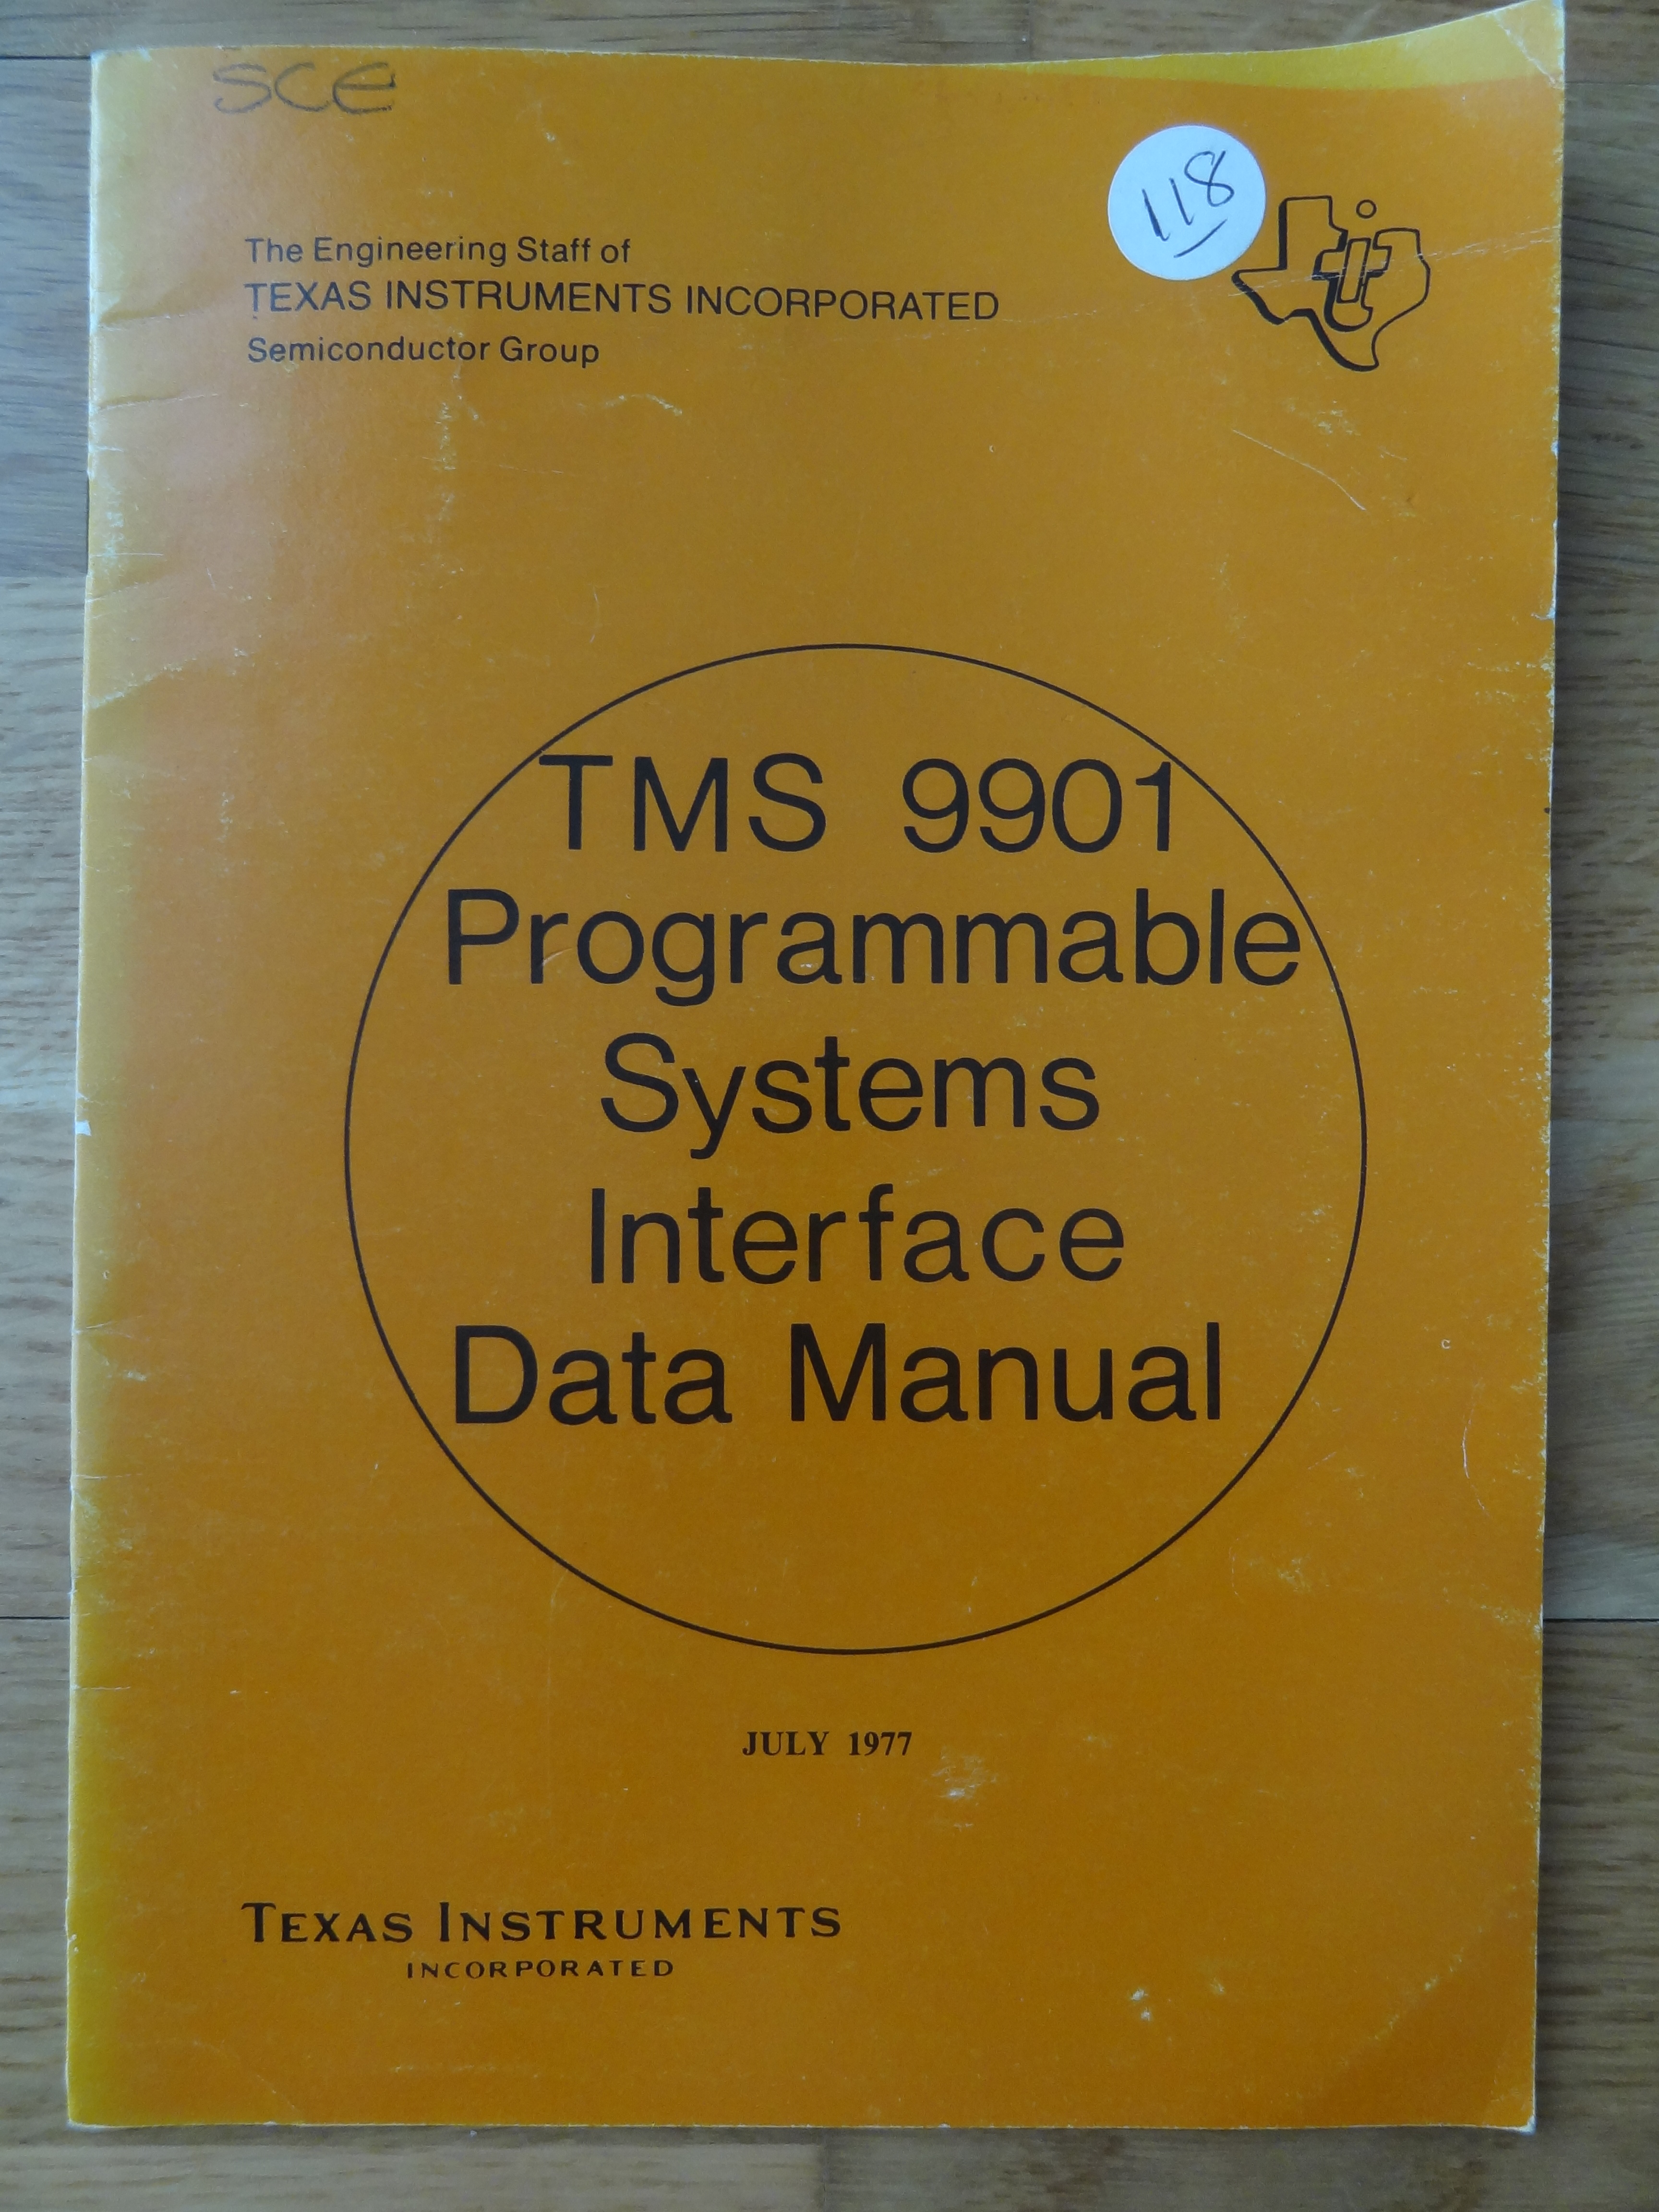 sce
118
The Engineering Staff of
TEXAS INSTRUMENTS INCORPORATED
Semiconductor Group
TMS 9901
Programmable
Systems
Interface
Data Manual
JULY 1977
TEXAS INSTRUMENTS
INCORPORATED